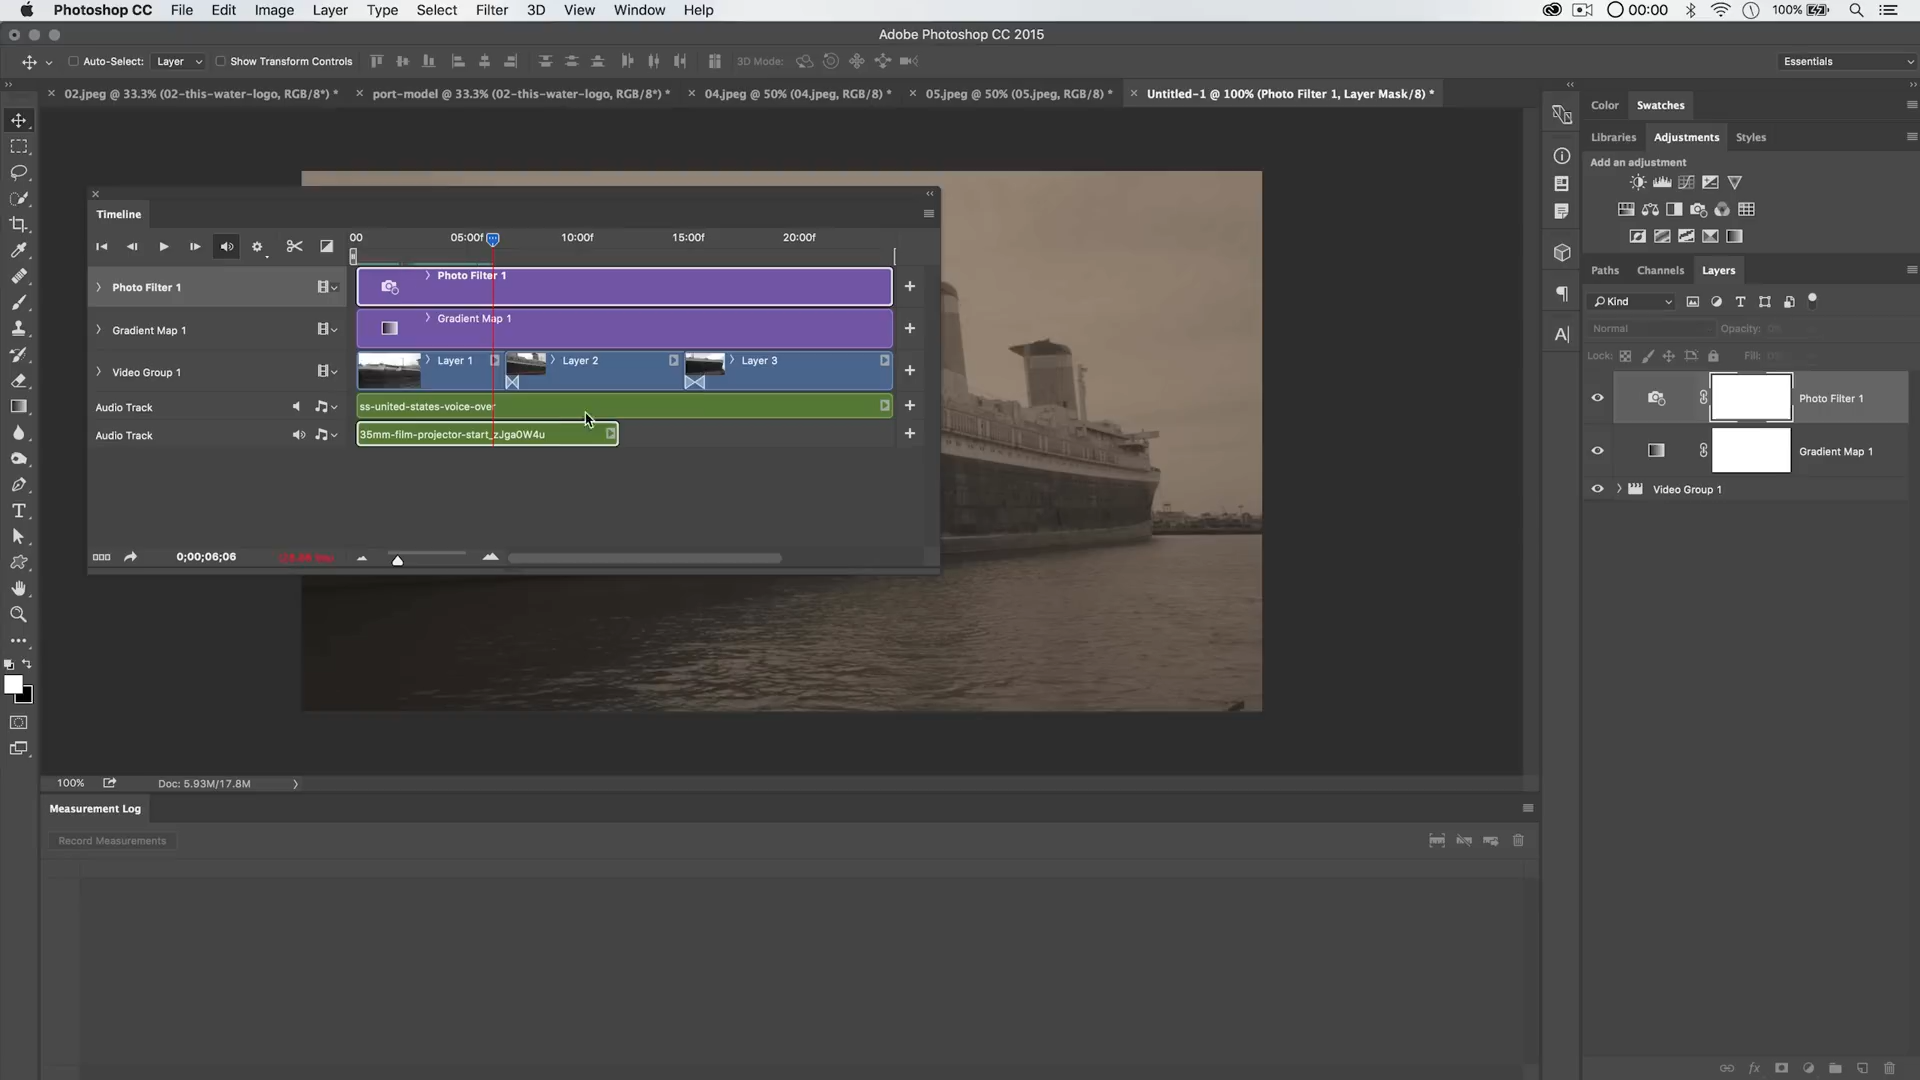 Photoshop CC File Edit Image Layer Type Select Filter 3D View Window Help 00:00 100%
Adobe Photoshop CC 2015
Auto-Select: Layer Show Transform Controls 3D Mode: Essentials
02.jpeg @ 33.3% (02-this-water-logo, RGB/8*) * port-model @ 33.3% (02-this-water-logo, RGB/8*) * 04.jpeg @ 50% (04.jpeg, RGB/8) * 05.jpeg @ 50% (05.jpeg, RGB/8) * Untitled-1 @ 100% (Photo Filter 1, Layer Mask/8) *
Color Swatches
Libraries Adjustments Styles
Add an adjustment
Timeline
00 05:00f 10:00f 15:00f 20:00f
Photo Filter 1 Photo Filter 1
Gradient Map 1 Gradient Map 1
Video Group 1 Layer 1 Layer 2 Layer 3
Audio Track ss-united-states-voice-over
Audio Track 35mm-film-projector-start_zJga0W4u
0;00;06;06
Paths Channels Layers
Kind
Normal Opacity:
Lock: Fill:
Photo Filter 1
Gradient Map 1
Video Group 1
100% Doc: 5.93M/17.8M
Measurement Log
Record Measurements